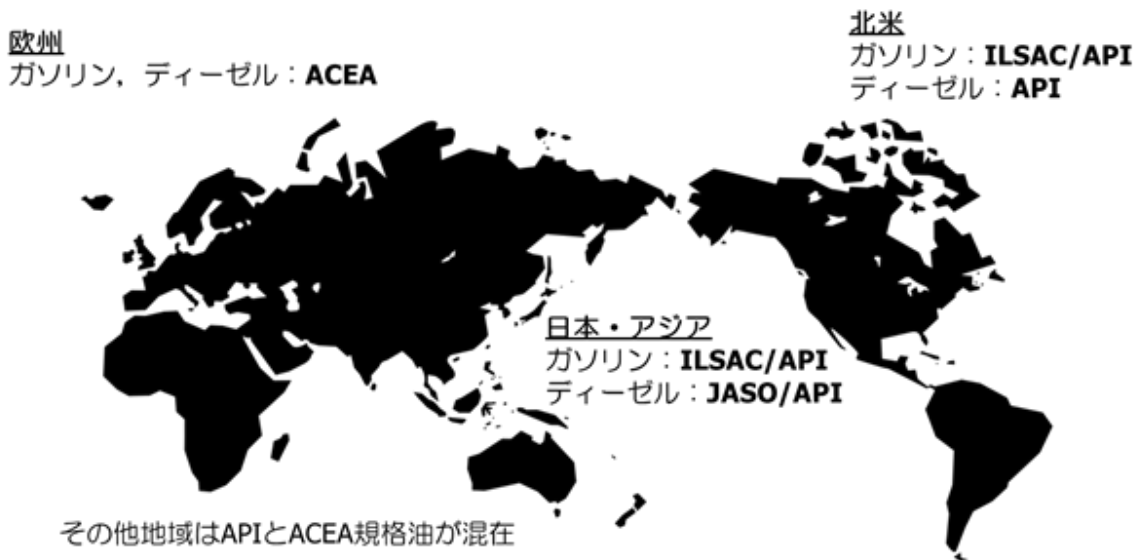 欧州
ガソリン，ディーゼル：ACEA
北米
ガソリン：ILSAC/API
ディーゼル：API
日本・アジア
ガソリン：ILSAC/API
ディーゼル：JASO/API
その他地域はAPIとACEA規格油が混在